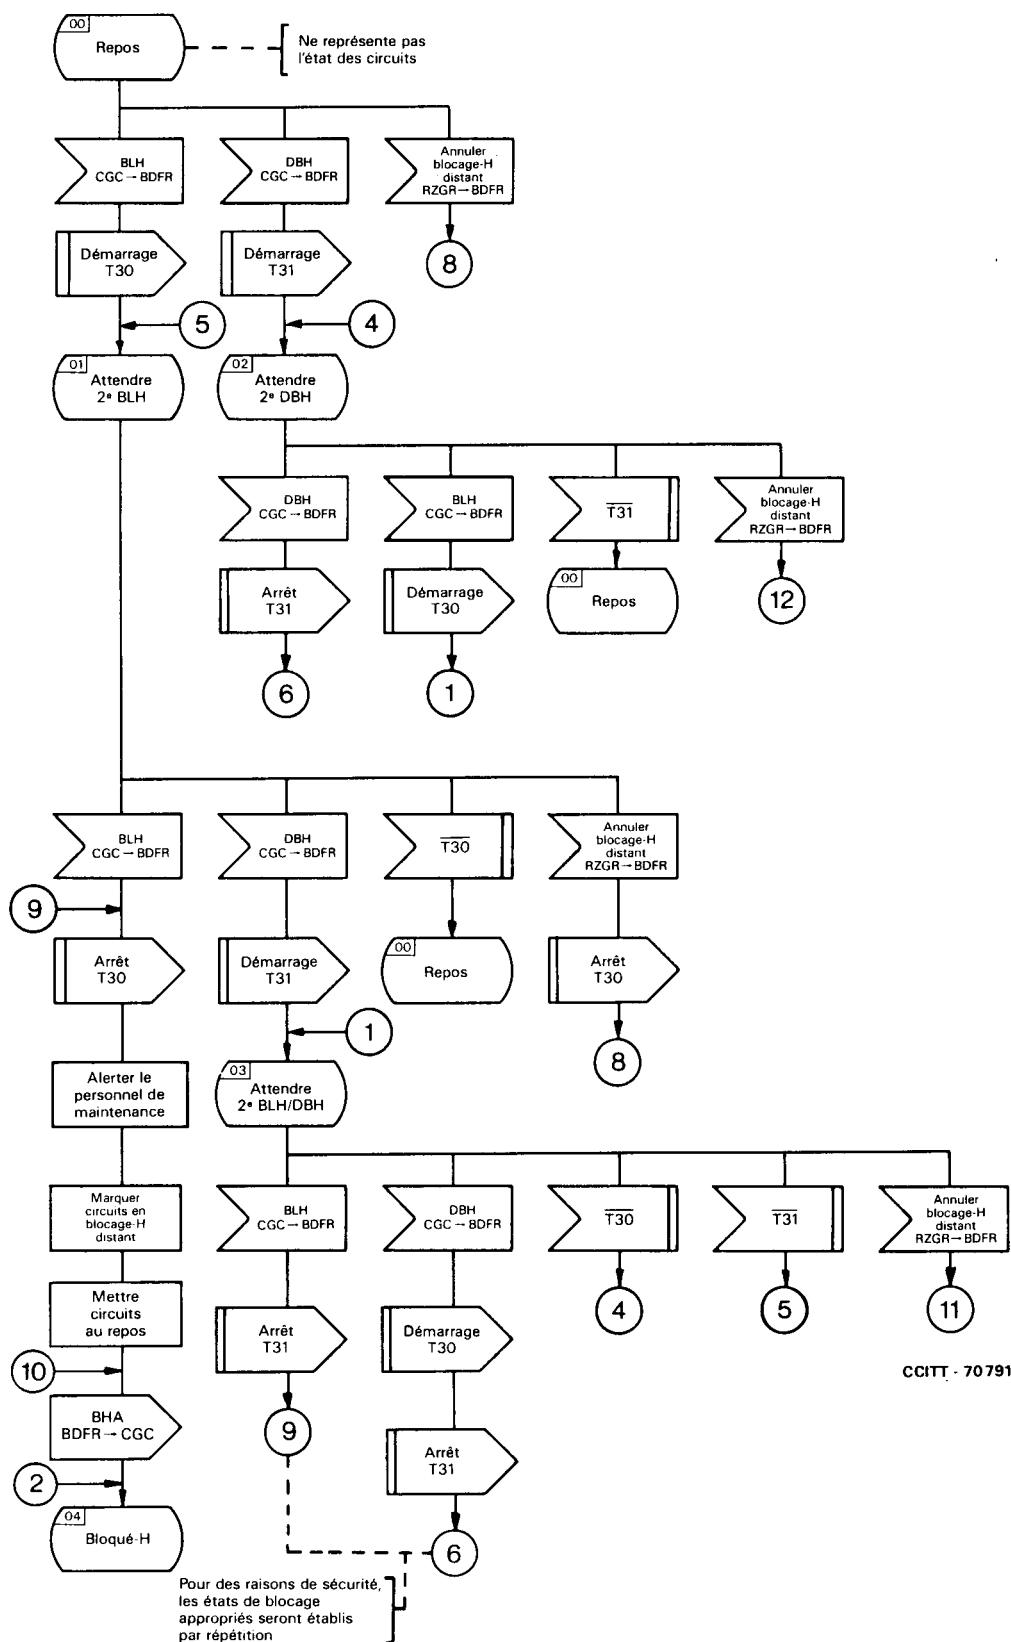 00
Repos
Ne représente pas
l'état des circuits
BLH
CGC → BDFR
DBH
CGC → BDFR
Annuler
blocage-H
distant
RZGR → BDFR
Démarrage
T30
Démarrage
T31
8
5
4
01
Attendre
2e BLH
02
Attendre
2e DBH
DBH
CGC → BDFR
BLH
CGC → BDFR
T31
Annuler
blocage-H
distant
RZGR → BDFR
Arrêt
T31
Démarrage
T30
00
Repos
12
6
1
BLH
CGC → BDFR
DBH
CGC → BDFR
T30
Annuler
blocage-H
distant
RZGR → BDFR
9
Arrêt
T30
Démarrage
T31
00
Repos
Arrêt
T30
1
8
Alerter le
personnel de
maintenance
03
Attendre
2e BLH/DBH
Marquer
circuits en
blocage-H
distant
BLH
CGC → BDFR
DBH
CGC → BDFR
T30
T31
Annuler
blocage-H
distant
RZGR → BDFR
Mettre
circuits
au repos
Arrêt
T31
Démarrage
T30
4
5
11
10
CCITT - 70791
BHA
BDFR → CGC
9
Arrêt
T31
2
04
Bloqué-H
6
Pour des raisons de sécurité,
les états de blocage
appropriés seront établis
par répétition